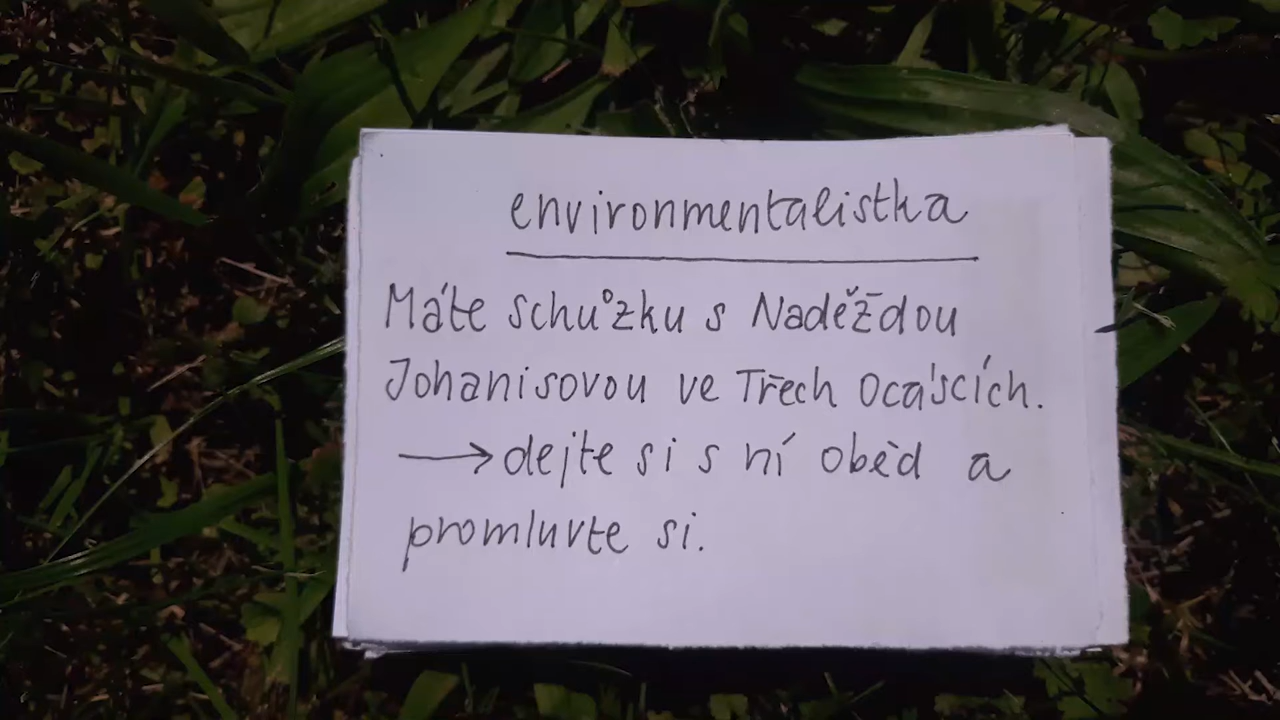 environmentalistka
Máte schůzku s Naděždou
Johanisovou ve Třech Ocáscích.
→ dejte si s ní oběd a
promluvte si.